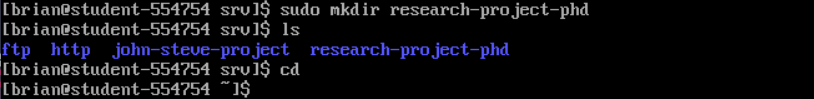 [brian@student-554754 srv]$ sudo mkdir research-project-phd
[brian@student-554754 srv]$ ls
ftp  http  john-steve-project  research-project-phd
[brian@student-554754 srv]$ cd
[brian@student-554754 ~]$